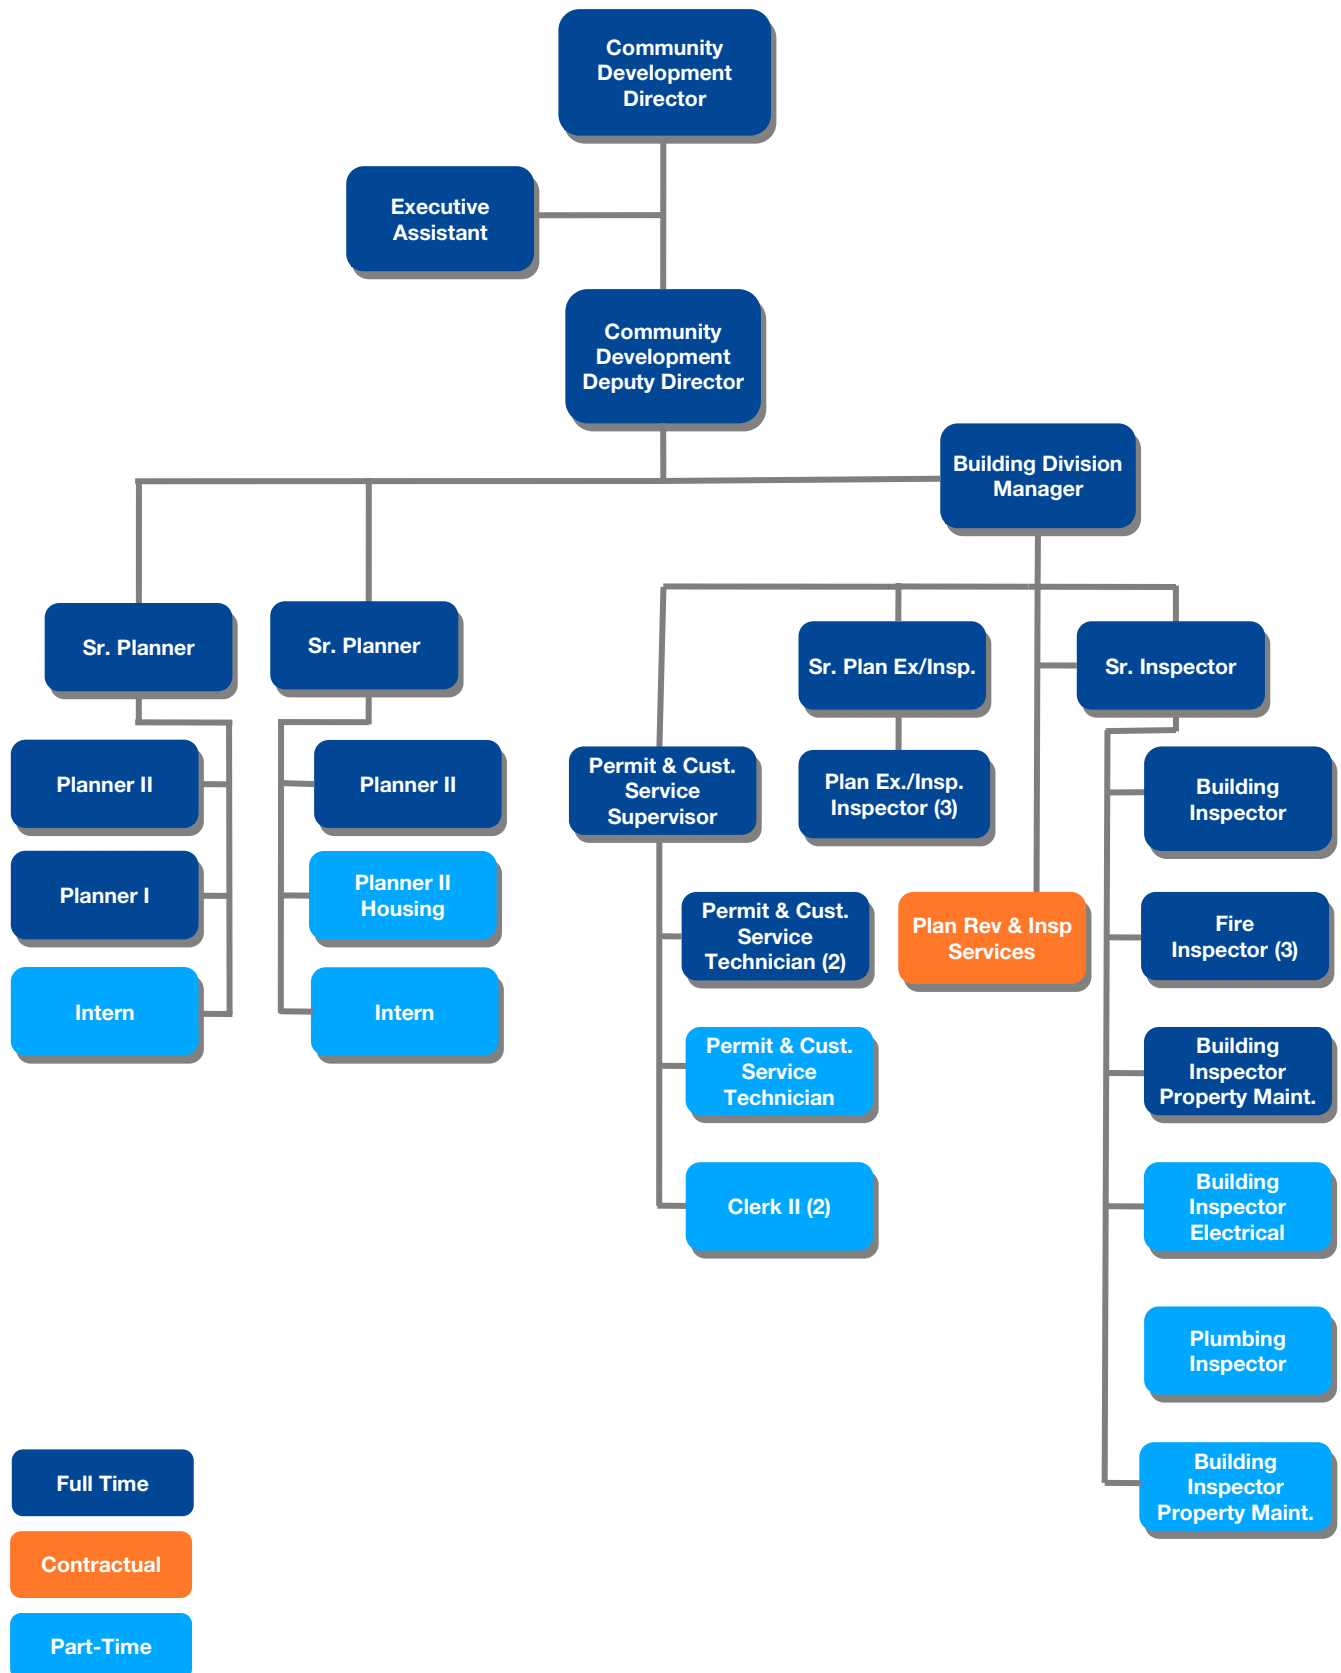 Community
Development
Director
Executive
Assistant
Community
Development
Deputy Director
Building Division
Manager
Sr. Planner
Sr. Planner
Sr. Plan Ex/Insp.
Sr. Inspector
Planner II
Planner II
Permit & Cust.
Service
Supervisor
Plan Ex./Insp.
Inspector (3)
Building
Inspector
Planner I
Planner II
Housing
Permit & Cust.
Service
Technician (2)
Plan Rev & Insp
Services
Fire
Inspector (3)
Intern
Intern
Permit & Cust.
Service
Technician
Building
Inspector
Property Maint.
Clerk II (2)
Building
Inspector
Electrical
Plumbing
Inspector
Building
Inspector
Property Maint.
Full Time
Contractual
Part-Time